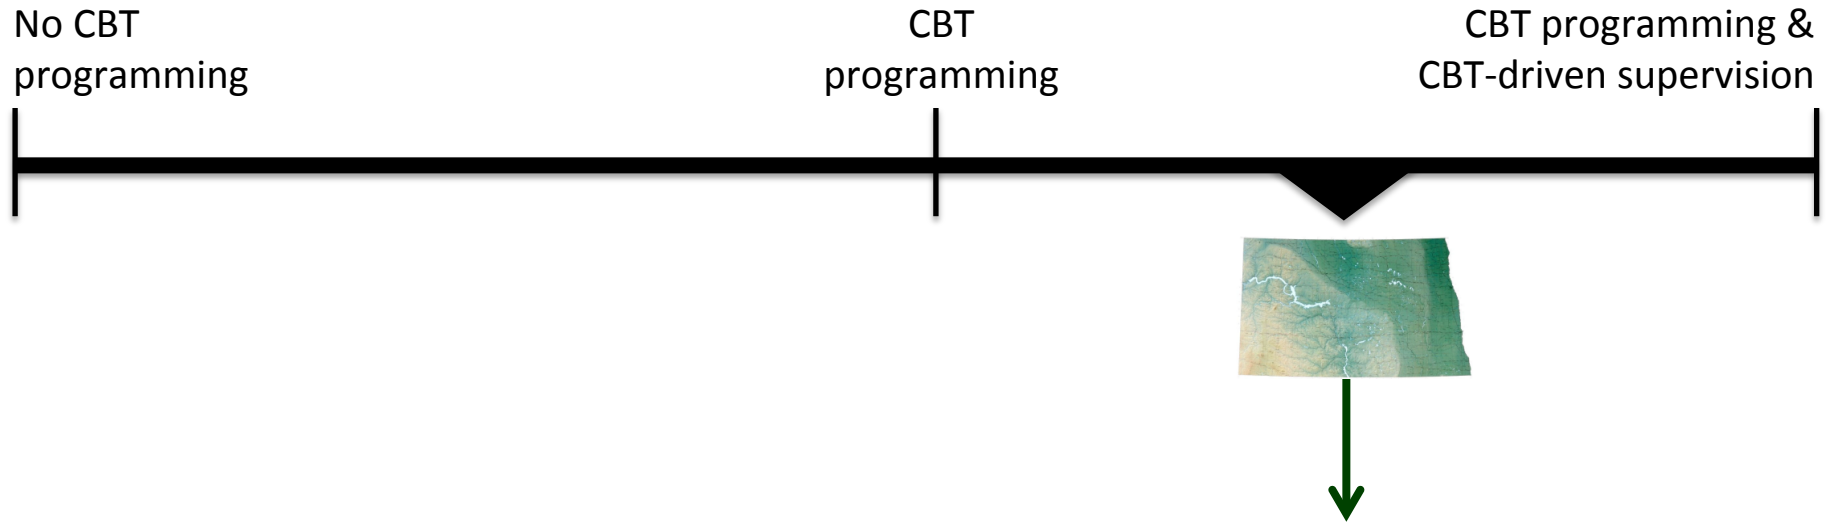 No CBT
programming
CBT
programming
CBT programming &
CBT-driven supervision